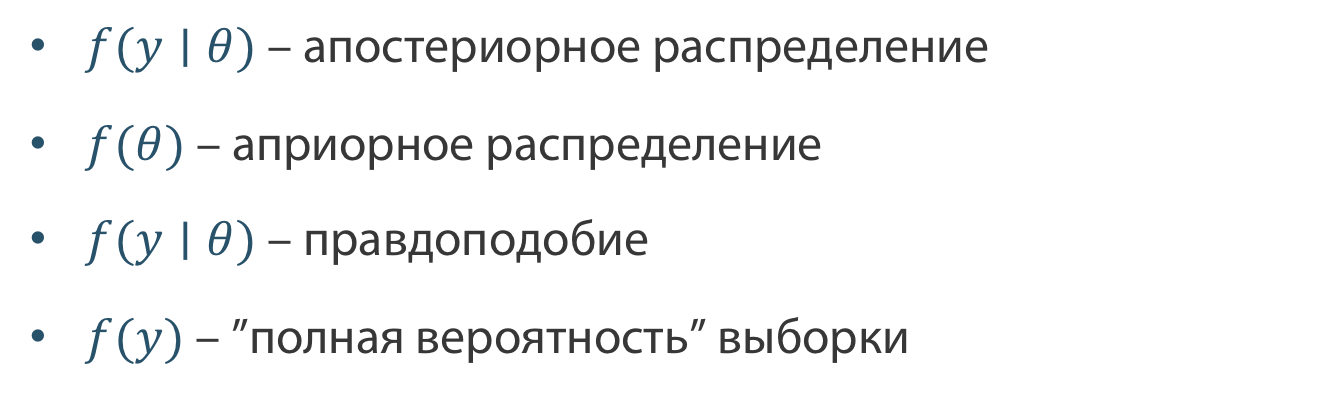 • f(y | θ) – апостериорное распределение
• f(θ) – априорное распределение
• f(y | θ) – правдоподобие
• f(y) – ″полная вероятность″ выборки